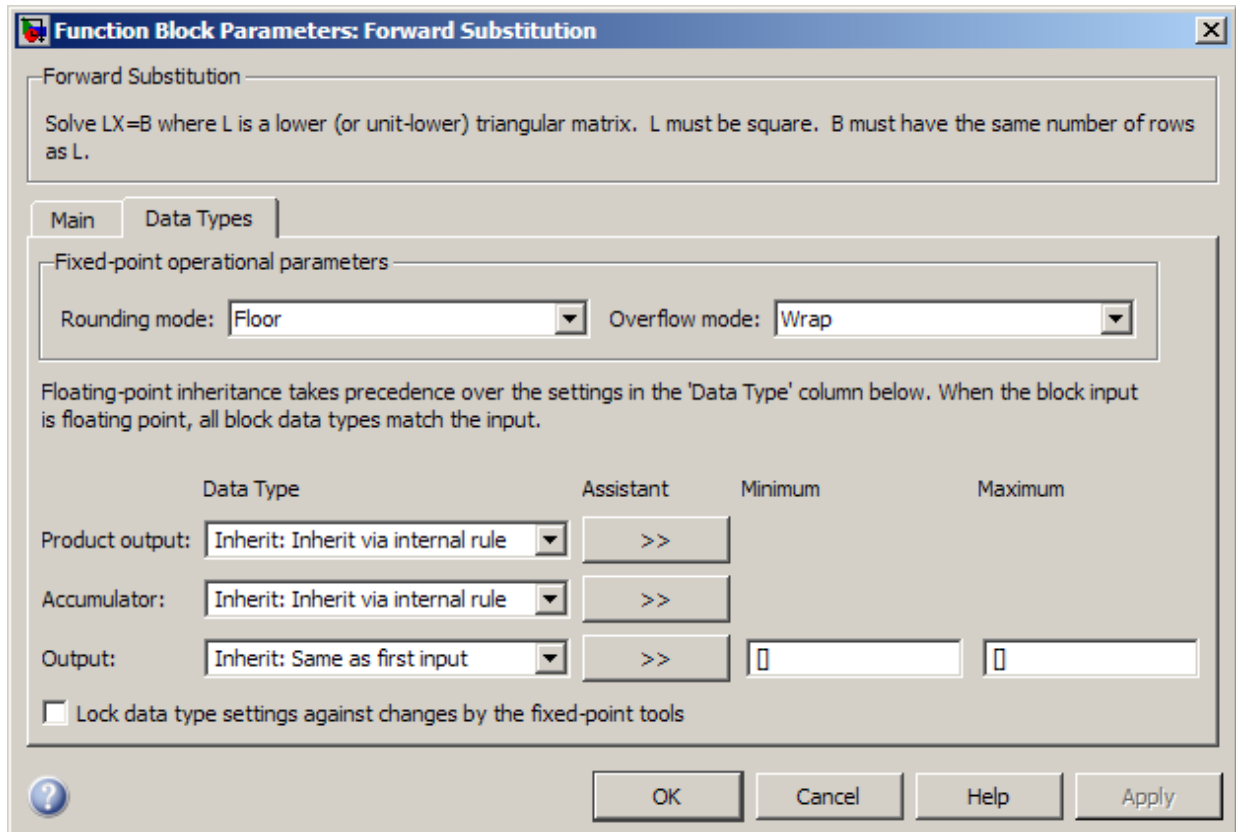 Function Block Parameters: Forward Substitution
Forward Substitution
Solve LX=B where L is a lower (or unit-lower) triangular matrix.  L must be square.  B must have the same number of rows
as L.
Main Data Types
Fixed-point operational parameters
Rounding mode: Floor Overflow mode: Wrap
Floating-point inheritance takes precedence over the settings in the 'Data Type' column below. When the block input
is floating point, all block data types match the input.
Data Type Assistant Minimum Maximum
Product output: Inherit: Inherit via internal rule >>
Accumulator: Inherit: Inherit via internal rule >>
Output: Inherit: Same as first input >> [] []
Lock data type settings against changes by the fixed-point tools
? OK Cancel Help Apply